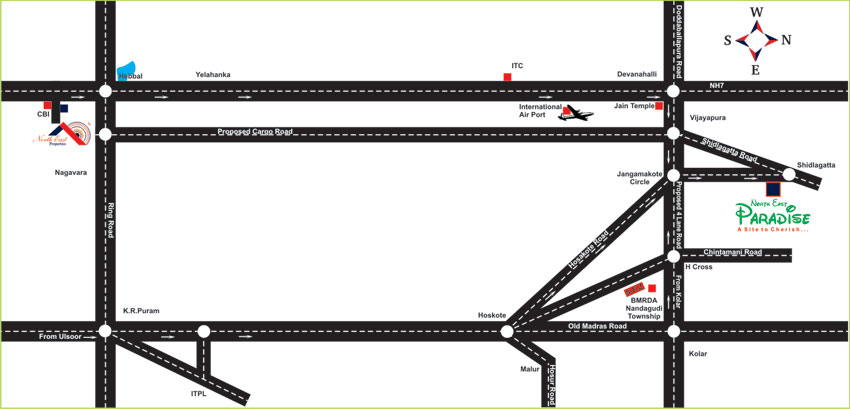 W
S N
E
Doddaballapura Road
ITC
Hebbal
Yelahanka
Devanahalli
NH7
CBI
International
Air Port
Jain Temple
Vijayapura
North East
Properties
Proposed Cargo Road
Shidlagatta Road
Shidlagatta
Nagavara
Jangamakote
Circle
North East
Paradise
A Site to Cherish...
Ring Road
Proposed 4 Lane Road
Hosakote Road
Chintamani Road
H Cross
From Kolar
BMRDA
Nandagudi
Township
K.R.Puram
Hoskote
Old Madras Road
From Ulsoor
Kolar
Malur
Hosur Road
ITPL